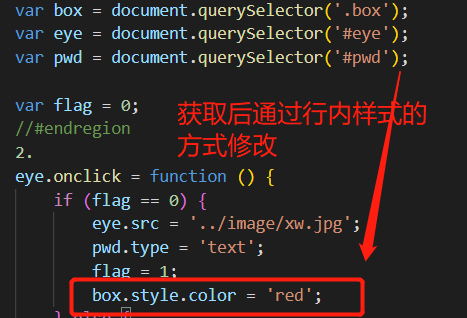 var box = document.querySelector('.box');
var eye = document.querySelector('#eye');
var pwd = document.querySelector('#pwd');
var flag = 0;
//#endregion
获取后通过行内样式的
方式修改
2.
eye.onclick = function () {
if (flag == 0) {
eye.src = '../image/xw.jpg';
pwd.type = 'text';
flag = 1;
box.style.color = 'red';
} else {